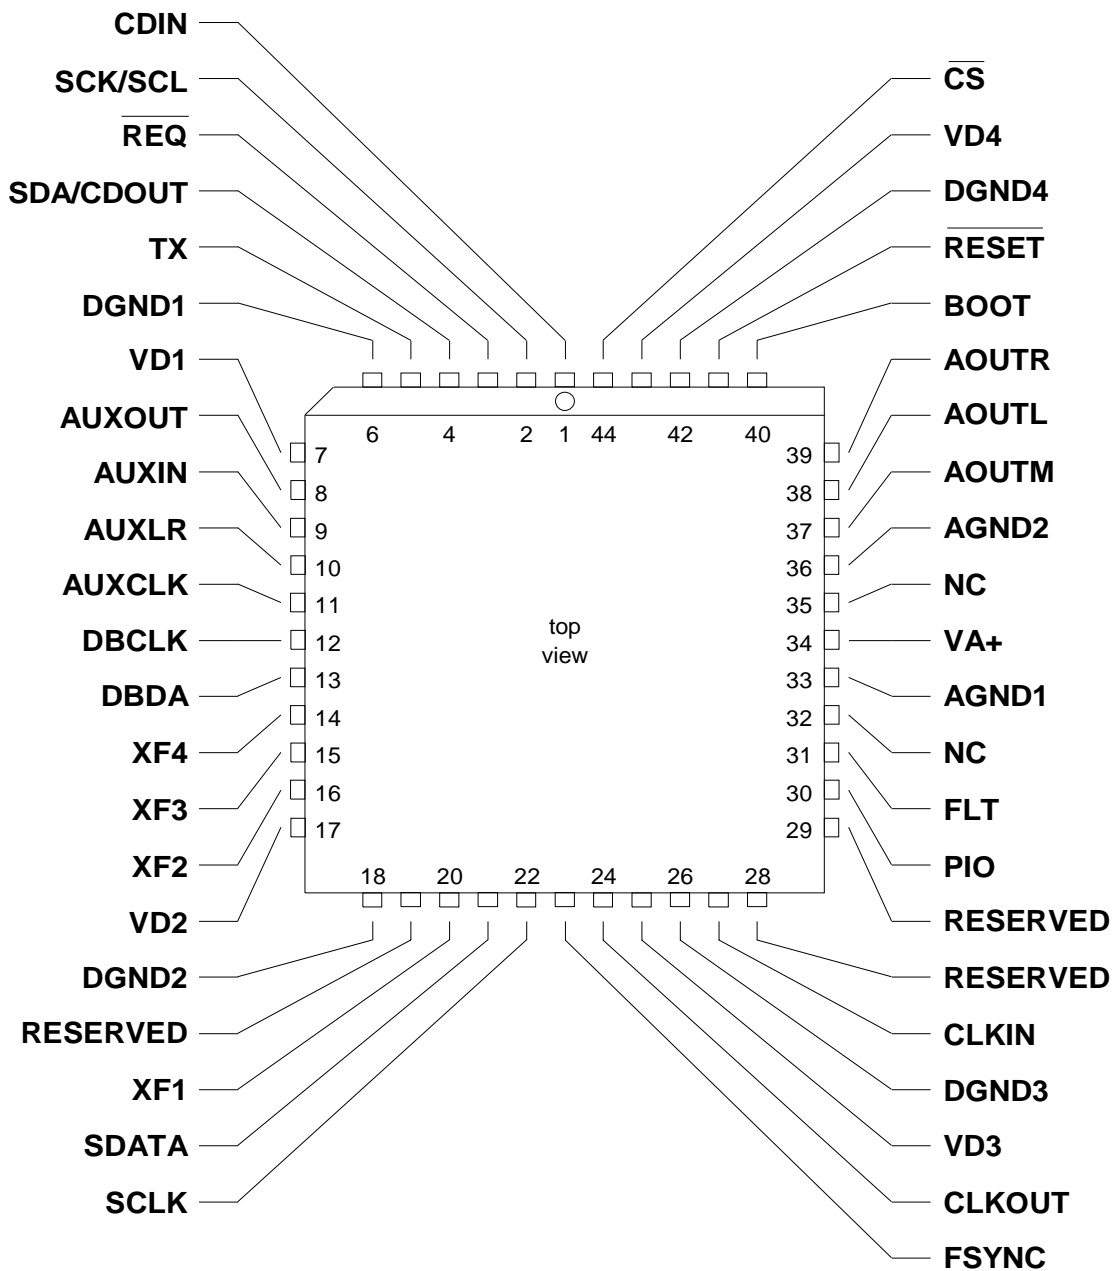 CDIN
SCK/SCL
REQ
SDA/CDOUT
TX
DGND1
VD1
AUXOUT
AUXIN
AUXLR
AUXCLK
DBCLK
DBDA
XF4
XF3
XF2
VD2
DGND2
RESERVED
XF1
SDATA
SCLK
CS
VD4
DGND4
RESET
BOOT
AOUTR
AOUTL
AOUTM
AGND2
NC
VA+
AGND1
NC
FLT
PIO
RESERVED
RESERVED
CLKIN
DGND3
VD3
CLKOUT
FSYNC
6 4 2 1 44 42 40
7
8
9
10
11
12
13
14
15
16
17
top
view
39
38
37
36
35
34
33
32
31
30
29
18 20 22 24 26 28